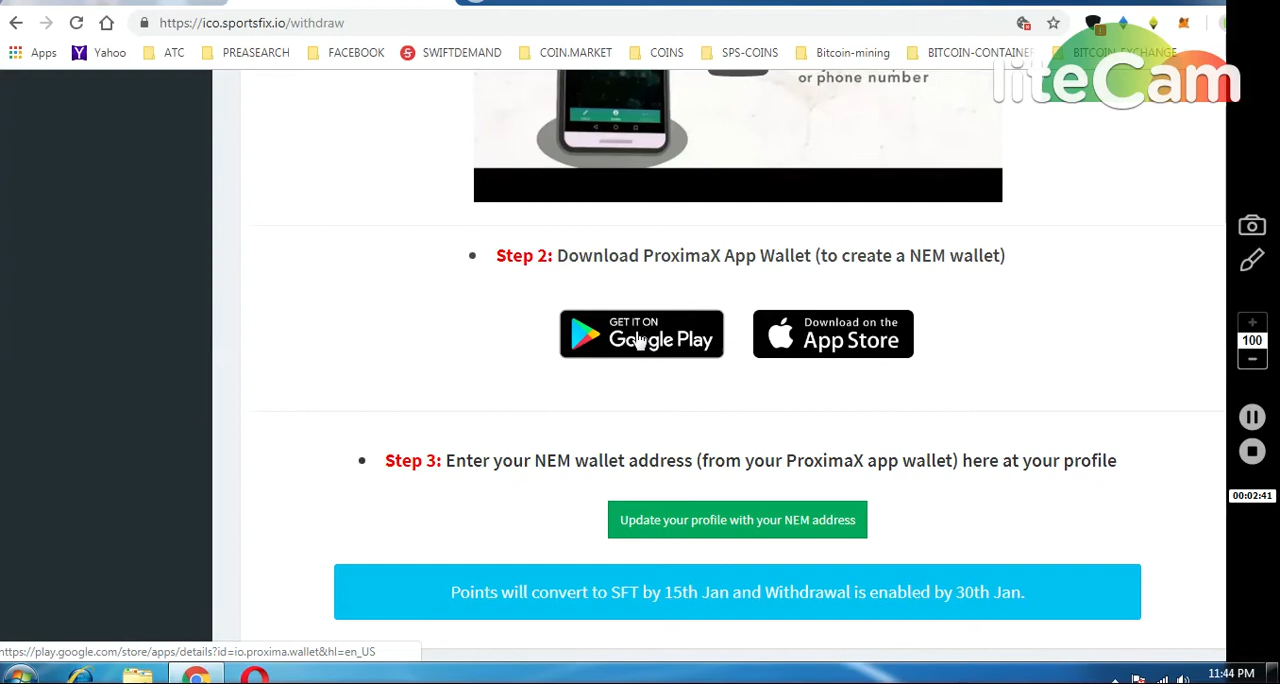 https://ico.sportsfix.io/withdraw
Apps Yahoo ATC PREASEARCH FACEBOOK SWIFTDEMAND COIN.MARKET COINS SPS-COINS Bitcoin-mining BITCOIN-CONTAINER BITCOIN-EXCHANGE
liteCam
or phone number
Step 2: Download ProximaX App Wallet (to create a NEM wallet)
GET IT ON
Google Play
Download on the
App Store
100
Step 3: Enter your NEM wallet address (from your ProximaX app wallet) here at your profile
00:02:41
Update your profile with your NEM address
Points will convert to SFT by 15th Jan and Withdrawal is enabled by 30th Jan.
https://play.google.com/store/apps/details?id=io.proxima.wallet&hl=en_US
11:44 PM